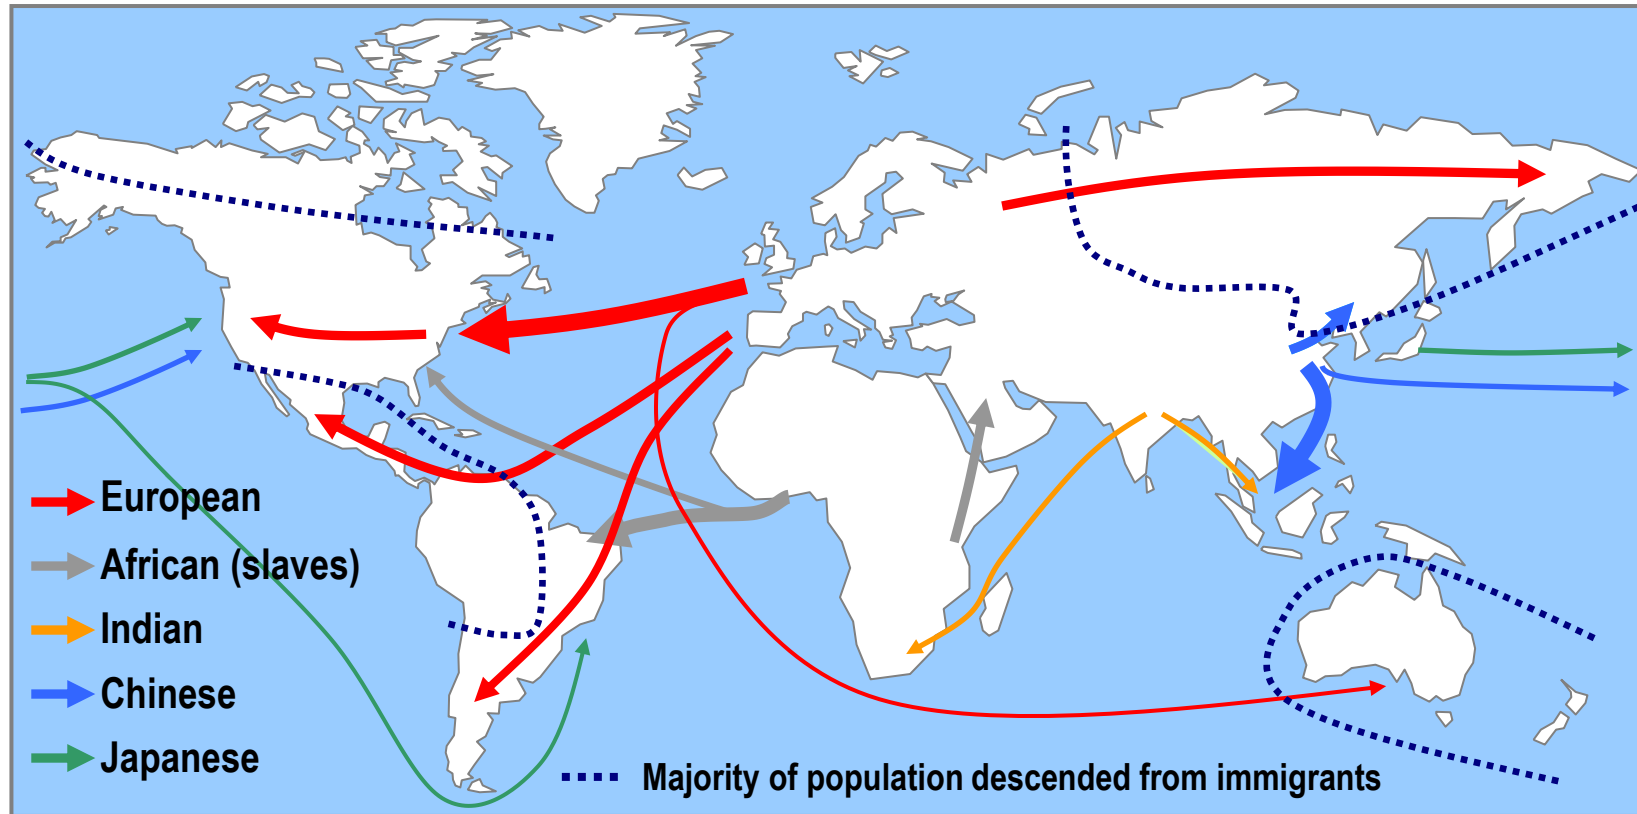 European
African (slaves)
Indian
Chinese
Japanese
Majority of population descended from immigrants